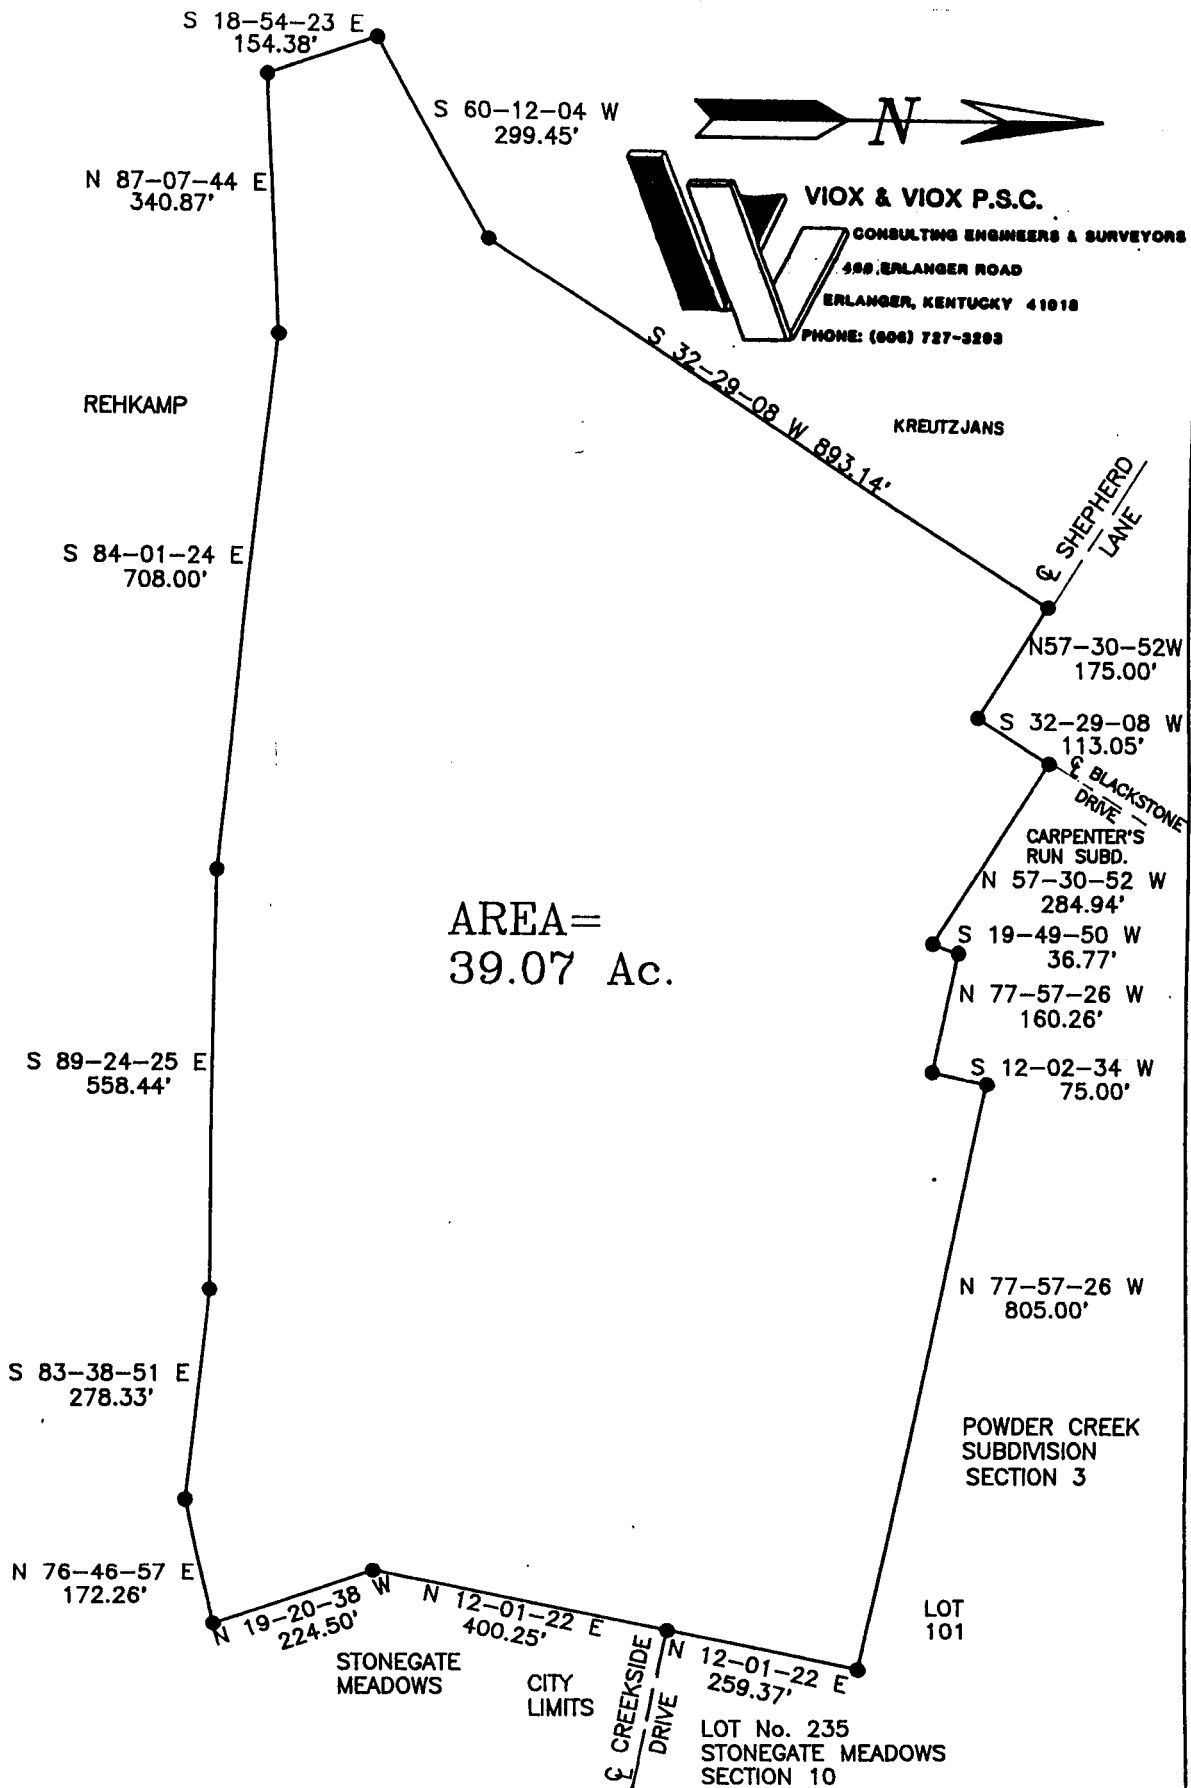 S 18-54-23 E
154.38'
S 60-12-04 W
299.45'
N
VIOX & VIOX P.S.C.
CONSULTING ENGINEERS & SURVEYORS
ERLANGER ROAD
ERLANGER, KENTUCKY 41018
PHONE: (606) 727-3293
N 87-07-44 E
340.87'
REHKAMP
S 32-29-08 W 893.14'
KREUTZJANS
℄ SHEPHERD
LANE
S 84-01-24 E
708.00'
N57-30-52W
175.00'
S 32-29-08 W
113.05'
℄ BLACKSTONE
DRIVE
CARPENTER'S
RUN SUBD.
N 57-30-52 W
284.94'
AREA=
39.07 Ac.
S 19-49-50 W
36.77'
N 77-57-26 W
160.26'
S 89-24-25 E
558.44'
S 12-02-34 W
75.00'
N 77-57-26 W
805.00'
S 83-38-51 E
278.33'
POWDER CREEK
SUBDIVISION
SECTION 3
N 76-46-57 E
172.26'
N 19-20-38 W
224.50'
N 12-01-22 E
400.25'
LOT
101
STONEGATE
MEADOWS
CITY
LIMITS
℄ CREEKSIDE
DRIVE
N 12-01-22 E
259.37'
LOT No. 235
STONEGATE MEADOWS
SECTION 10